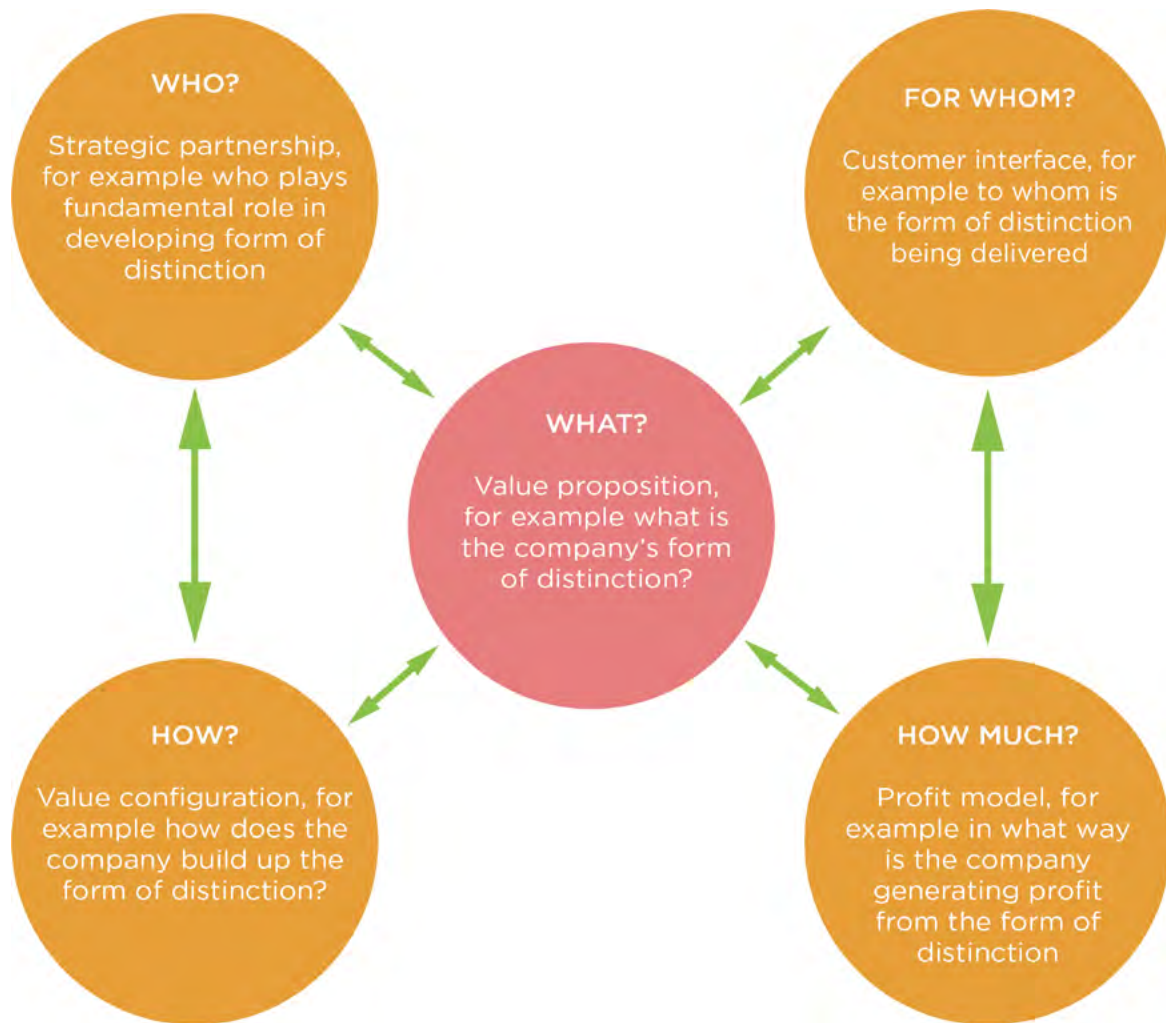 WHO?
Strategic partnership,
for example who plays
fundamental role in
developing form of
distinction
FOR WHOM?
Customer interface, for
example to whom is
the form of distinction
being delivered
WHAT?
Value proposition,
for example what is
the company's form
of distinction?
HOW?
Value configuration, for
example how does the
company build up the
form of distinction?
HOW MUCH?
Profit model, for
example in what way
is the company
generating profit
from the form of
distinction